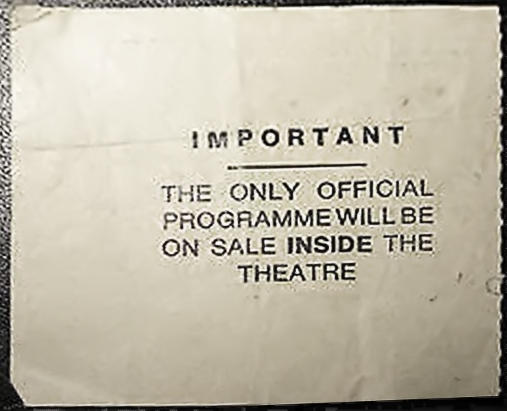 IMPORTANT
THE ONLY OFFICIAL
PROGRAMME WILL BE
ON SALE INSIDE THE
THEATRE